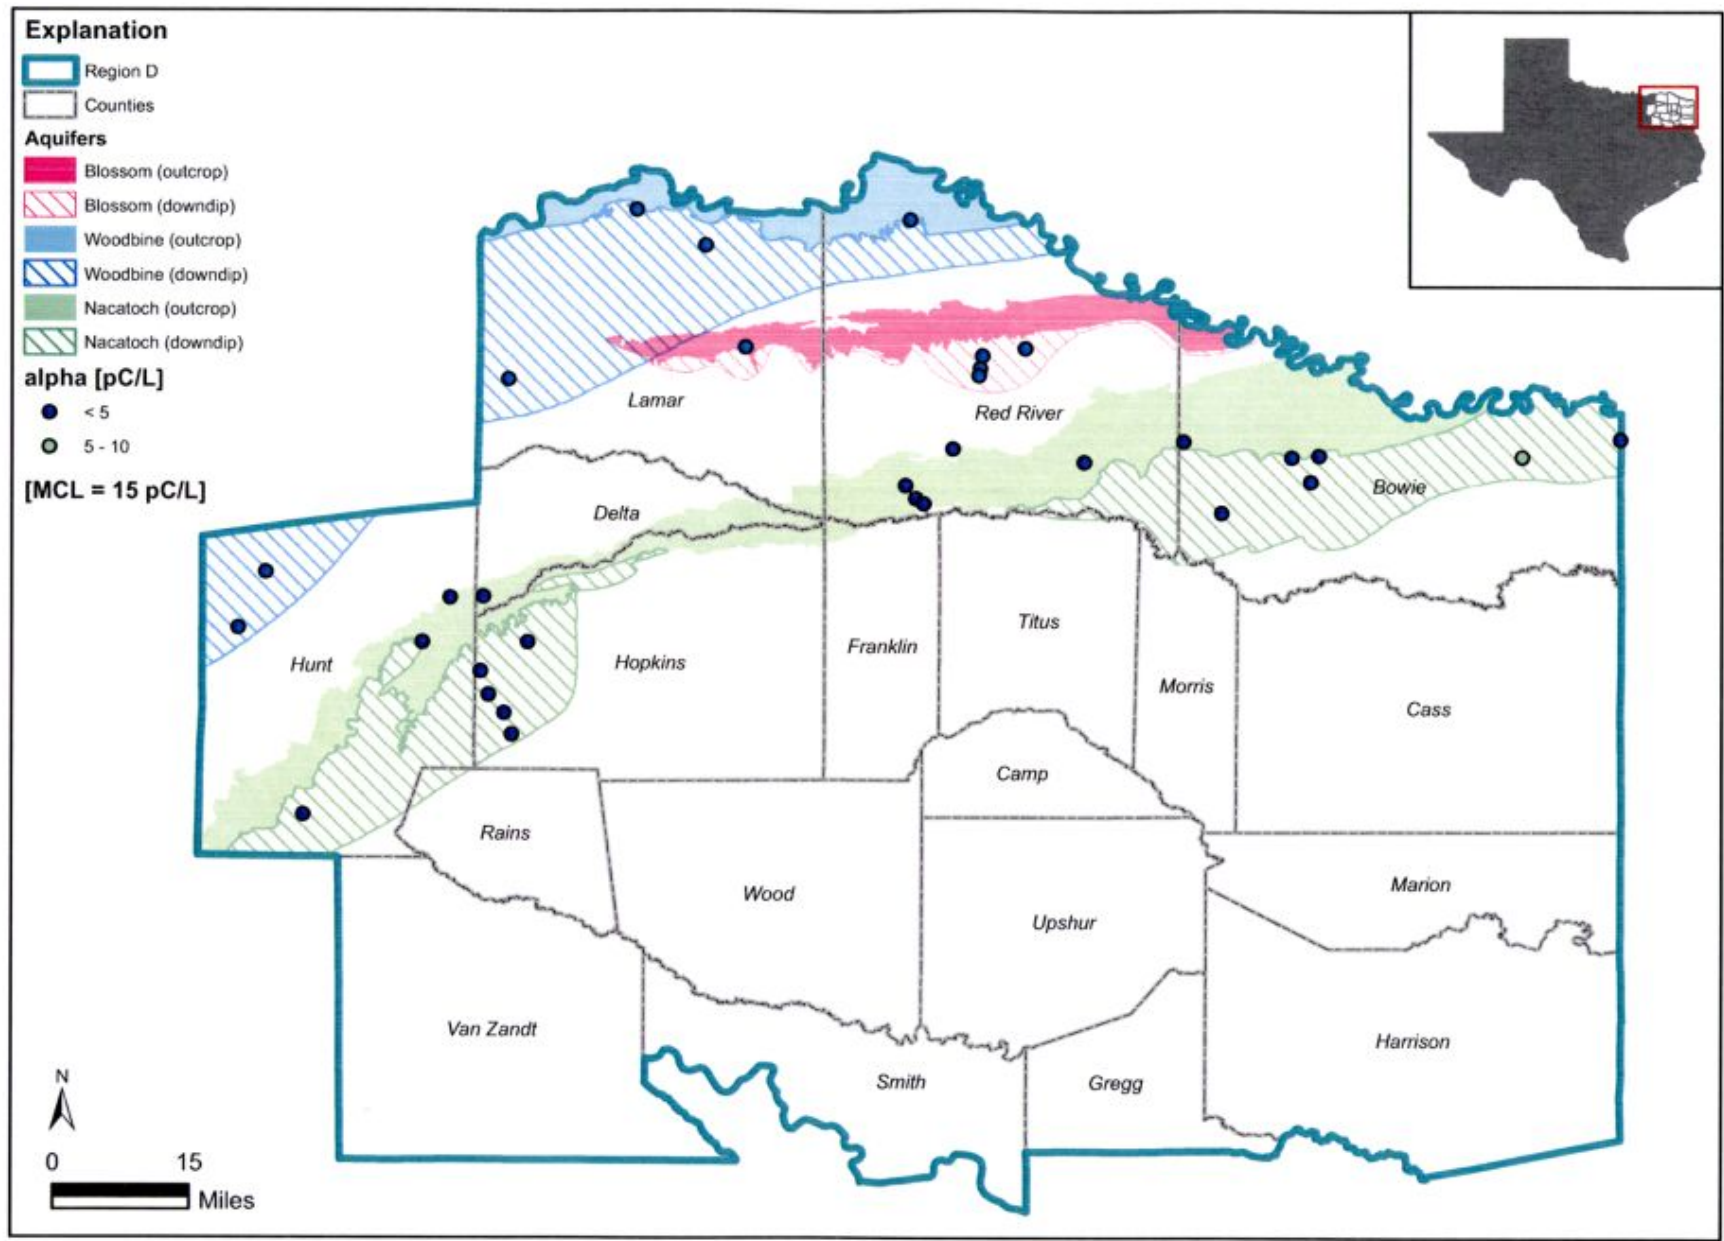 Explanation
Region D
Counties
Aquifers
Blossom (outcrop)
Blossom (downdip)
Woodbine (outcrop)
Woodbine (downdip)
Nacatoch (outcrop)
Nacatoch (downdip)
alpha [pC/L]
< 5
5 - 10
[MCL = 15 pC/L]
Lamar
Red River
Bowie
Delta
Titus
Franklin
Hopkins
Hunt
Morris
Cass
Camp
Rains
Wood
Marion
Upshur
Van Zandt
Harrison
Smith
Gregg
N
0 15
Miles